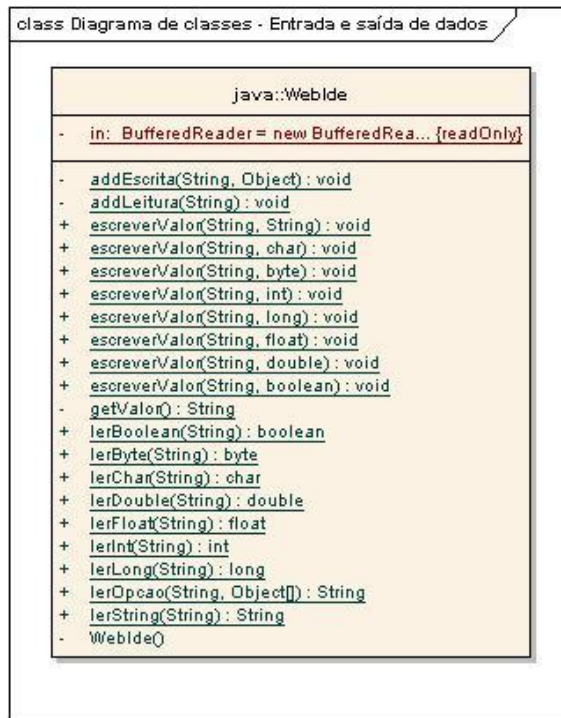 class Diagrama de classes - Entrada e saída de dados
java::WebIde
- in: BufferedReader = new BufferedRea... {readOnly}
- addEscrita(String, Object) : void
- addLeitura(String) : void
+ escreverValor(String, String) : void
+ escreverValor(String, char) : void
+ escreverValor(String, byte) : void
+ escreverValor(String, int) : void
+ escreverValor(String, long) : void
+ escreverValor(String, float) : void
+ escreverValor(String, double) : void
+ escreverValor(String, boolean) : void
- getValor() : String
+ lerBoolean(String) : boolean
+ lerByte(String) : byte
+ lerChar(String) : char
+ lerDouble(String) : double
+ lerFloat(String) : float
+ lerInt(String) : int
+ lerLong(String) : long
+ lerOpcao(String, Object[]) : String
+ lerString(String) : String
- WebIde()